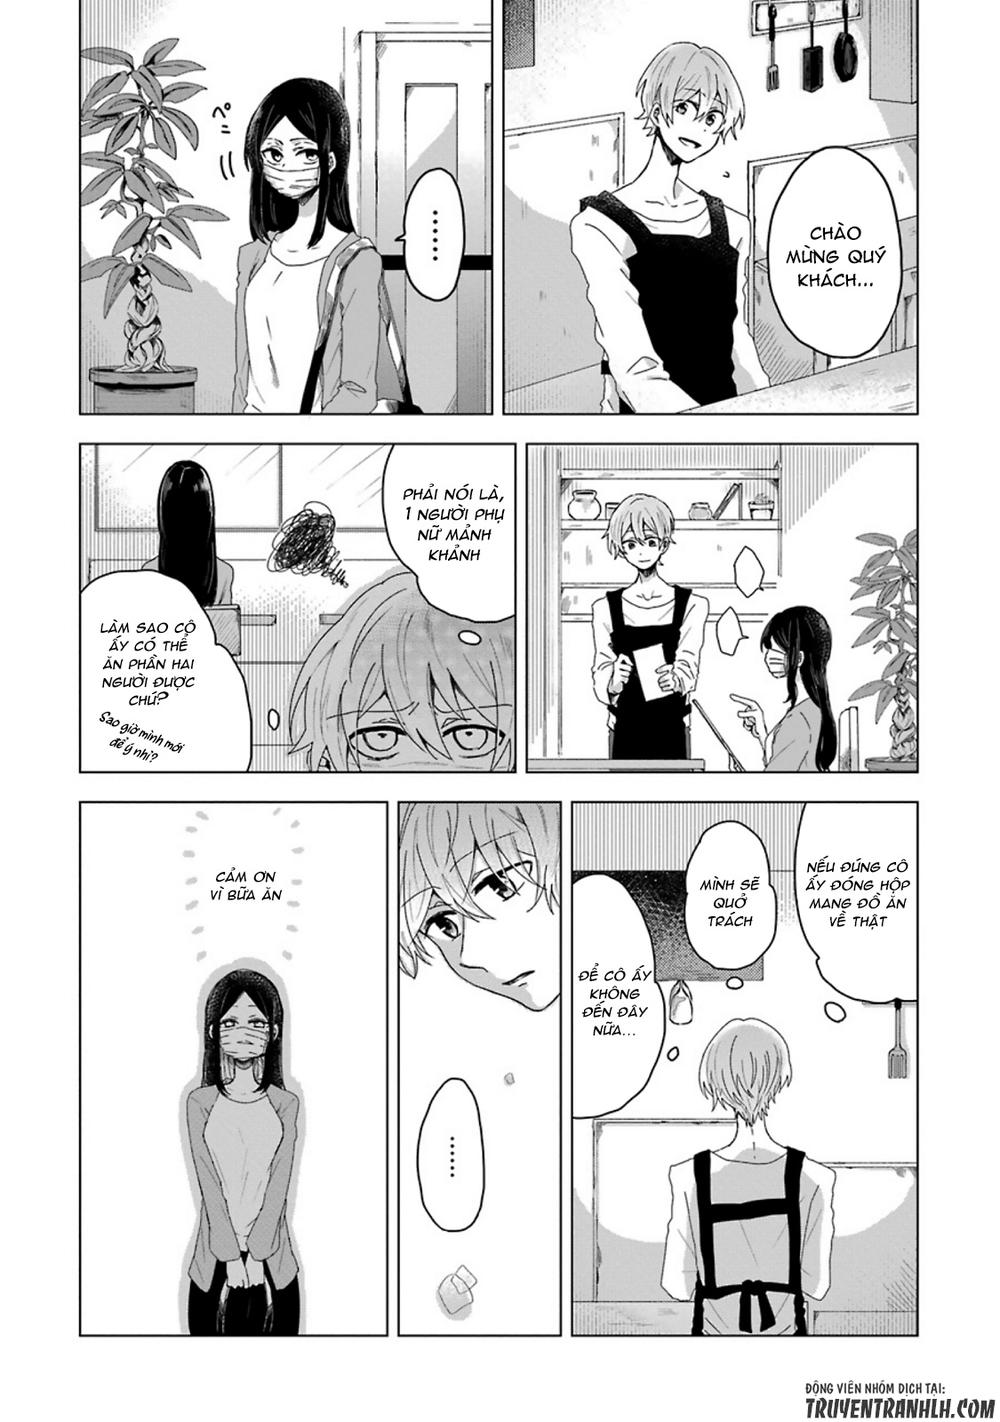 CHÀO
MỪNG QUÝ
KHÁCH...
ペこ
PHẢI NÓI LÀ,
1 NGƯỜI PHỤ
NỮ MẢNH
KHẢNH
LÀM SAO CÔ
ẤY CÓ THỂ
ĂN PHẦN HAI
NGƯỜI ĐƯỢC
CHỨ?
Sao giờ mình mới
để ý nhỉ?
NẾU ĐÚNG CÔ
ẤY ĐÓNG HỘP
MANG ĐỒ ĂN
VỀ THẬT
MÌNH SẼ
QUỞ
TRÁCH
ĐỂ CÔ ẤY
KHÔNG
ĐẾN ĐÂY
NỮA...
CẢM ƠN
VÌ BỮA ĂN
ĐỘNG VIÊN NHÓM DỊCH TẠI:
TRUYENTRANHLH.COM